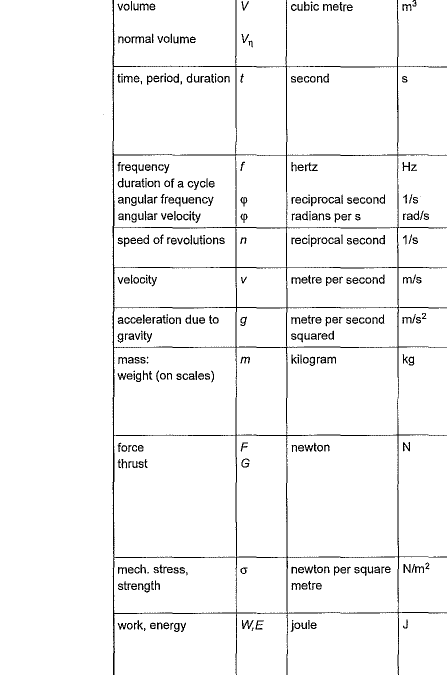 volume V cubic metre m³
normal volume Vη
time, period, duration t second s
frequency f hertz Hz
duration of a cycle
angular frequency φ reciprocal second 1/s
angular velocity φ radians per s rad/s
speed of revolutions n reciprocal second 1/s
velocity v metre per second m/s
acceleration due to g metre per second m/s²
gravity squared
mass: m kilogram kg
weight (on scales)
force F newton N
thrust G
mech. stress, σ newton per square N/m²
strength metre
work, energy W,E joule J